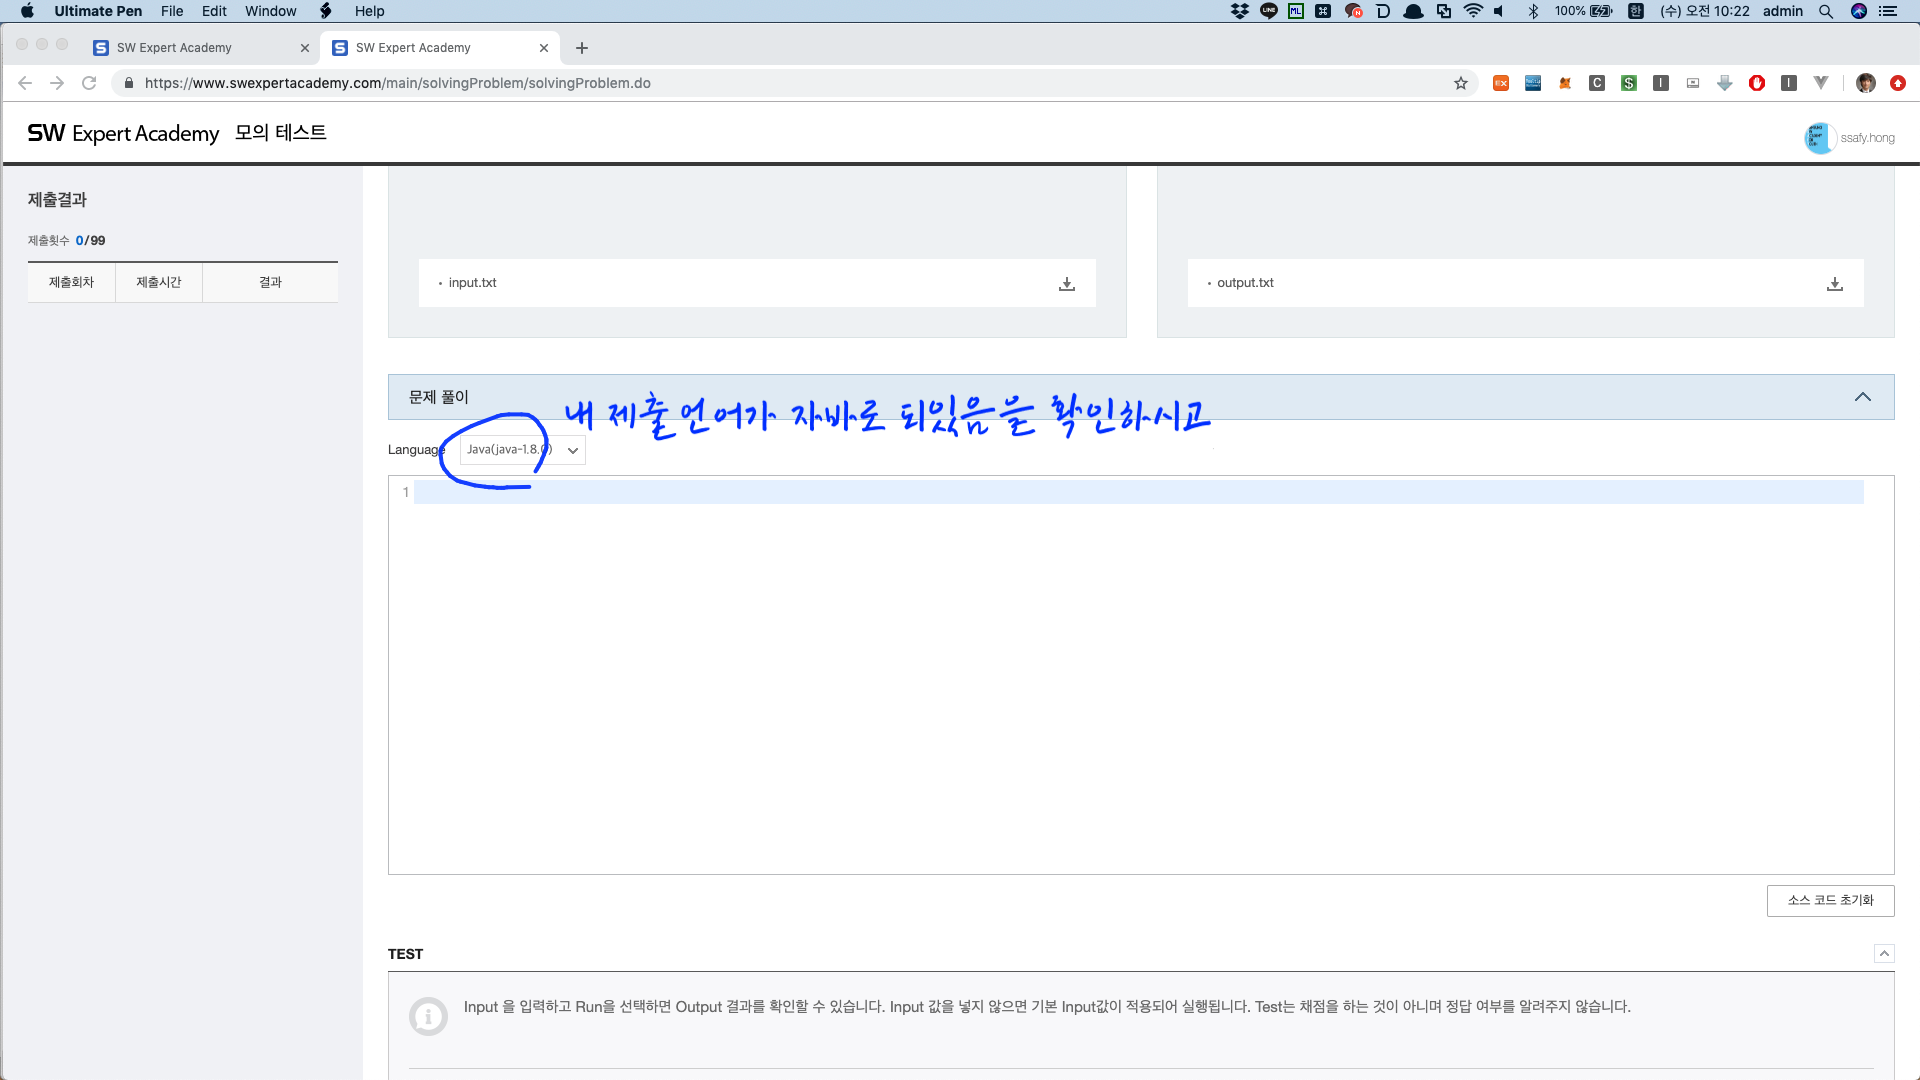 Ultimate Pen File Edit Window Help 100% 한 (수) 오전 10:22 admin
SW Expert Academy SW Expert Academy
https://www.swexpertacademy.com/main/solvingProblem/solvingProblem.do
SW Expert Academy 모의 테스트
ssafy.hong
제출결과
제출횟수 0/99
제출회차 제출시간 결과
· input.txt
· output.txt
문제 풀이
내 제출언어가 자바로 되있음을 확인하시고
Language Java(java-1.8.0)
1
소스 코드 초기화
TEST
Input 을 입력하고 Run을 선택하면 Output 결과를 확인할 수 있습니다. Input 값을 넣지 않으면 기본 Input값이 적용되어 실행됩니다. Test는 채점을 하는 것이 아니며 정답 여부를 알려주지 않습니다.